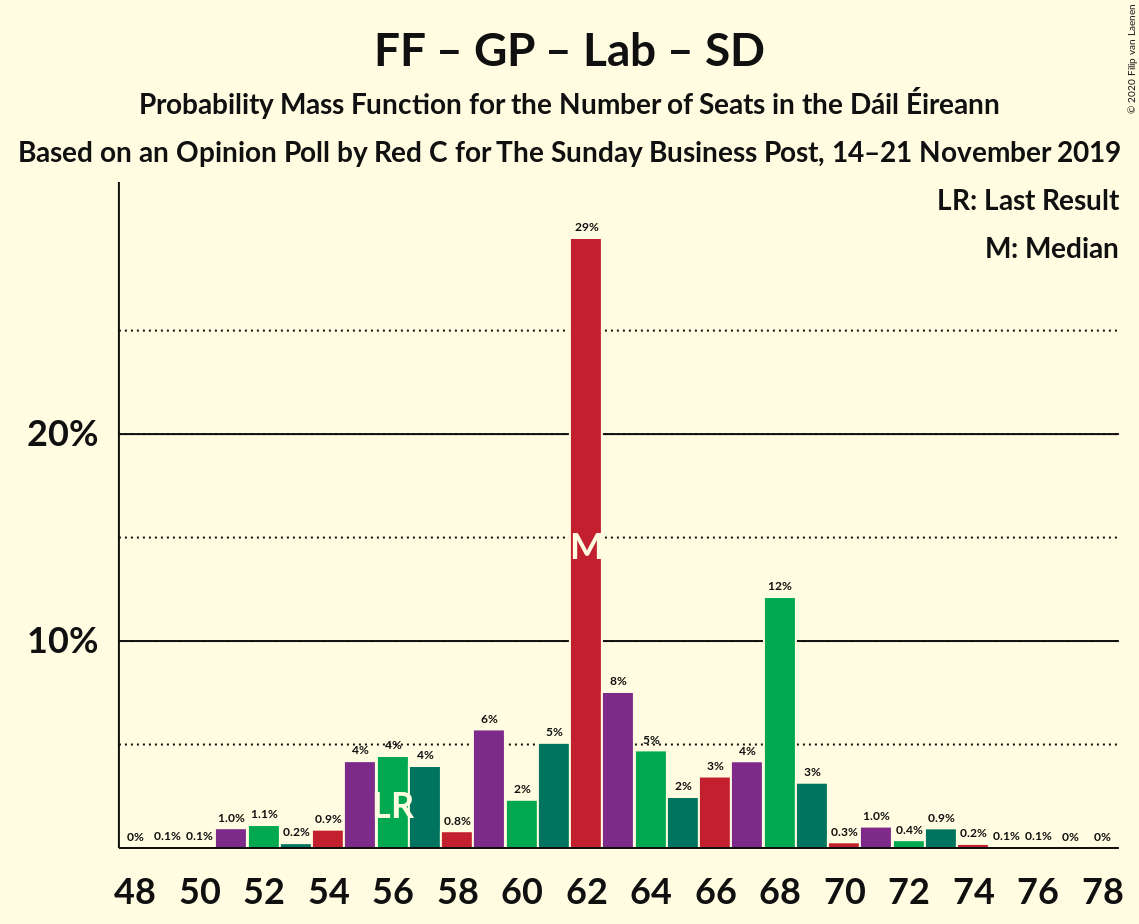 FF – GP – Lab – SD
Probability Mass Function for the Number of Seats in the Dáil Éireann
Based on an Opinion Poll by Red C for The Sunday Business Post, 14–21 November 2019
© 2020 Filip van Laenen
LR: Last Result
M: Median
20%
10%
0% 0.1% 0.1% 1.0% 1.1% 0.2% 0.9% 4% 4% 4% 0.8% 6% 2% 5% 29% 8% 5% 2% 3% 4% 12% 3% 0.3% 1.0% 0.4% 0.9% 0.2% 0.1% 0.1% 0% 0%
M
LR
48 50 52 54 56 58 60 62 64 66 68 70 72 74 76 78